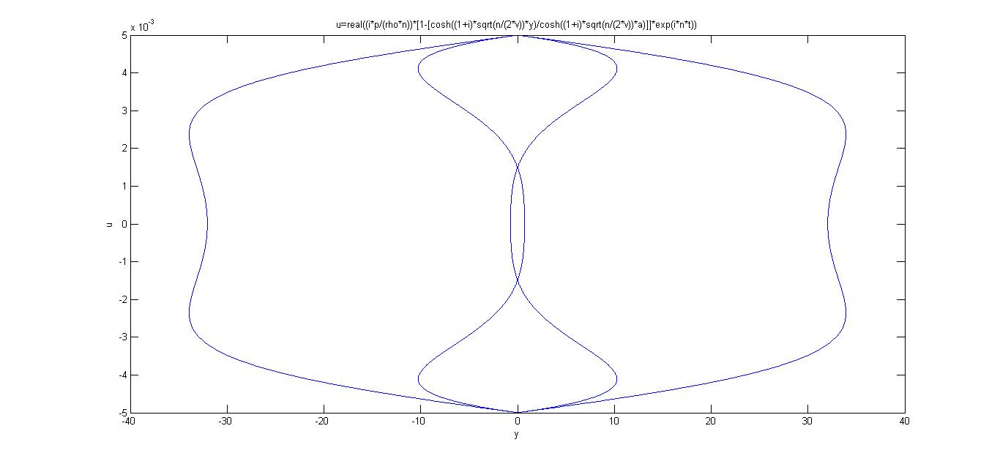 u=real((i*p/(rho*n))*[1-[cosh((1+i)*sqrt(n/(2*v))*y)/cosh((1+i)*sqrt(n/(2*v))*a)]]*exp(i*n*t))
x 10^-3
5
4
3
2
1
0
-1
-2
-3
-4
-5
u
-40 -30 -20 -10 0 10 20 30 40
y